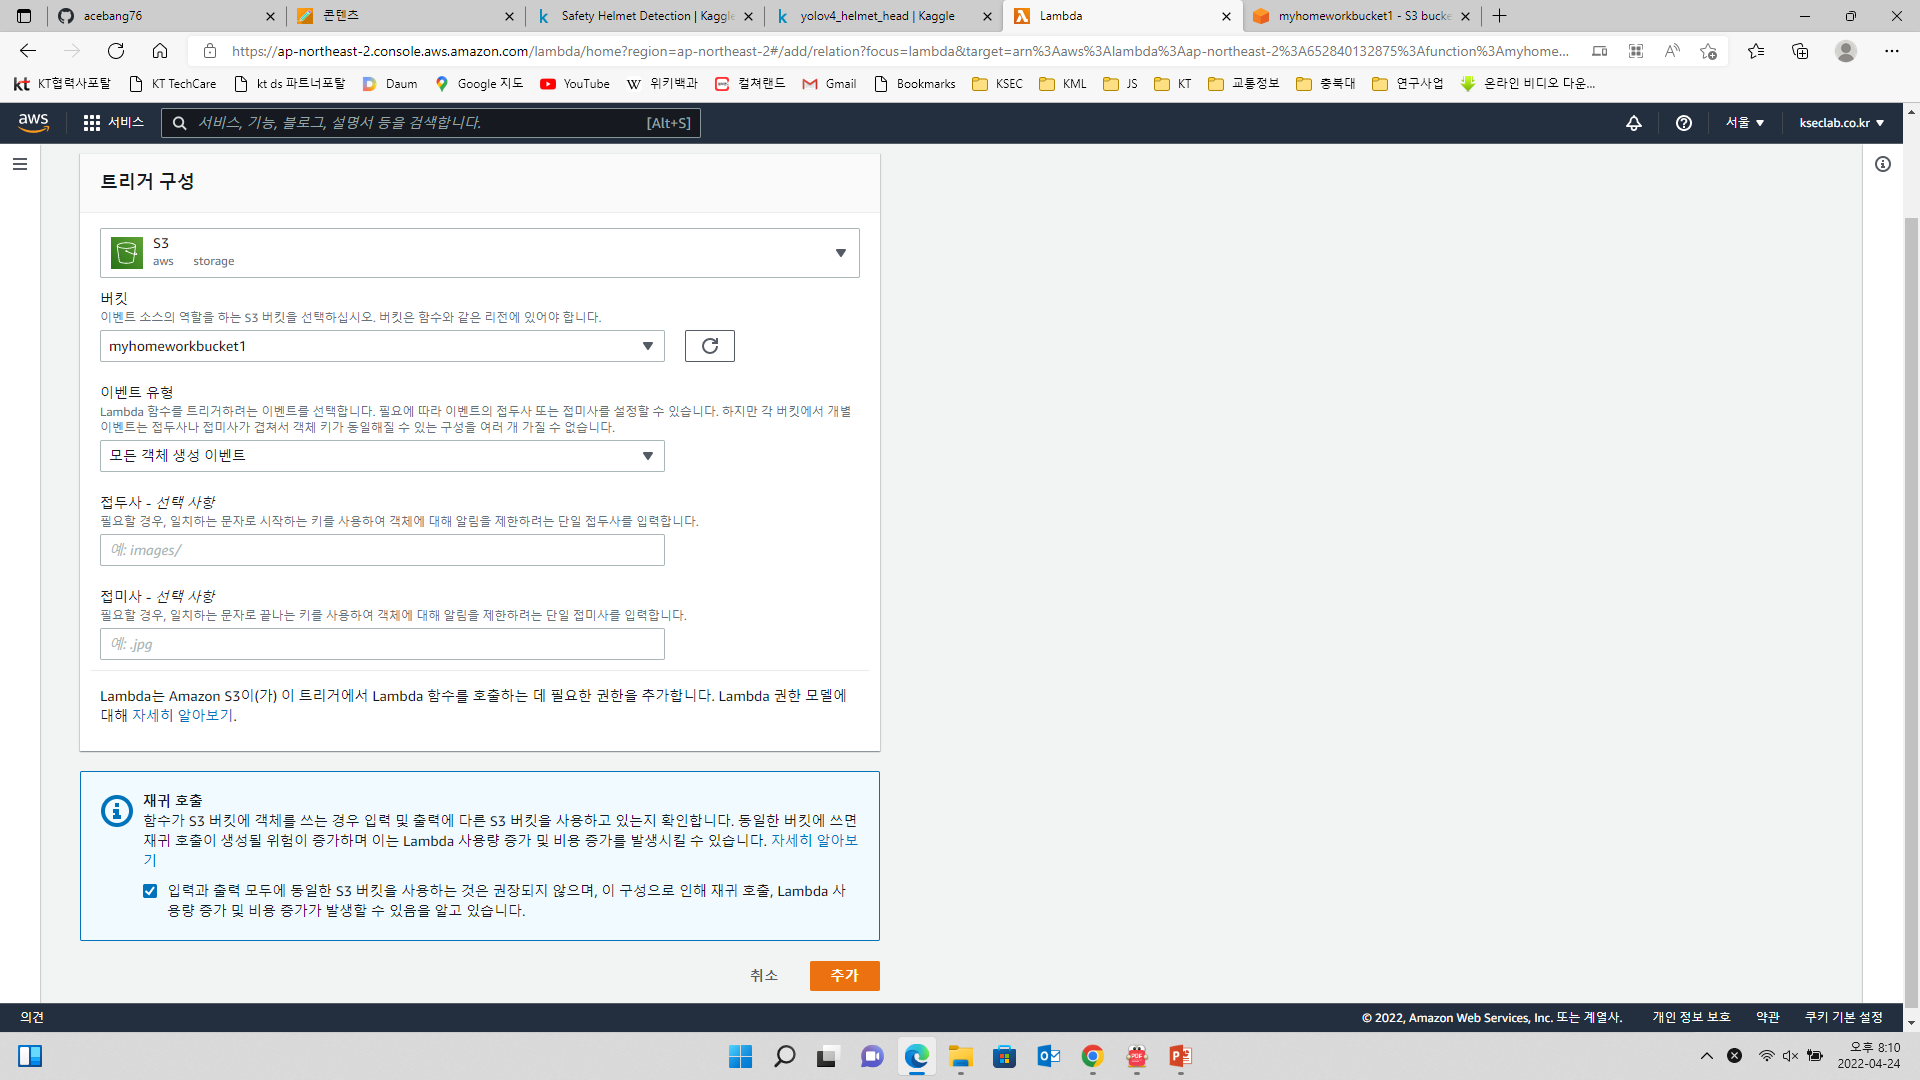 acebang76
콘텐츠
Safety Helmet Detection | Kaggle
yolov4_helmet_head | Kaggle
Lambda
myhomeworkbucket1 - S3 bucke
https://ap-northeast-2.console.aws.amazon.com/lambda/home?region=ap-northeast-2#/add/relation?focus=lambda&target=arn%3Aaws%3Alambda%3Aap-northeast-2%3A652840132875%3Afunction%3Amyhome...
kt KT협력사포탈
KT TechCare
kt ds 파트너포탈
Daum
Google 지도
YouTube
W 위키백과
컬쳐랜드
Gmail
Bookmarks
KSEC
KML
JS
KT
교통정보
충북대
연구사업
온라인 비디오 다운...
aws
서비스
서비스, 기능, 블로그, 설명서 등을 검색합니다.
[Alt+S]
서울
kseclab.co.kr
트리거 구성
S3
aws storage
버킷
이벤트 소스의 역할을 하는 S3 버킷을 선택하십시오. 버킷은 함수와 같은 리전에 있어야 합니다.
myhomeworkbucket1
이벤트 유형
Lambda 함수를 트리거하려는 이벤트를 선택합니다. 필요에 따라 이벤트의 접두사 또는 접미사를 설정할 수 있습니다. 하지만 각 버킷에서 개별
이벤트는 접두사나 접미사가 겹쳐서 객체 키가 동일해질 수 있는 구성을 여러 개 가질 수 없습니다.
모든 객체 생성 이벤트
접두사 - 선택 사항
필요할 경우, 일치하는 문자로 시작하는 키를 사용하여 객체에 대해 알림을 제한하려는 단일 접두사를 입력합니다.
예: images/
접미사 - 선택 사항
필요할 경우, 일치하는 문자로 끝나는 키를 사용하여 객체에 대해 알림을 제한하려는 단일 접미사를 입력합니다.
예: .jpg
Lambda는 Amazon S3이(가) 이 트리거에서 Lambda 함수를 호출하는 데 필요한 권한을 추가합니다. Lambda 권한 모델에
대해 자세히 알아보기.
재귀 호출
함수가 S3 버킷에 객체를 쓰는 경우 입력 및 출력에 다른 S3 버킷을 사용하고 있는지 확인합니다. 동일한 버킷에 쓰면
재귀 호출이 생성될 위험이 증가하며 이는 Lambda 사용량 증가 및 비용 증가를 발생시킬 수 있습니다. 자세히 알아보
기
입력과 출력 모두에 동일한 S3 버킷을 사용하는 것은 권장되지 않으며, 이 구성으로 인해 재귀 호출, Lambda 사
용량 증가 및 비용 증가가 발생할 수 있음을 알고 있습니다.
취소
추가
의견
© 2022, Amazon Web Services, Inc. 또는 계열사.
개인 정보 보호
약관
쿠키 기본 설정
오후 8:10
2022-04-24